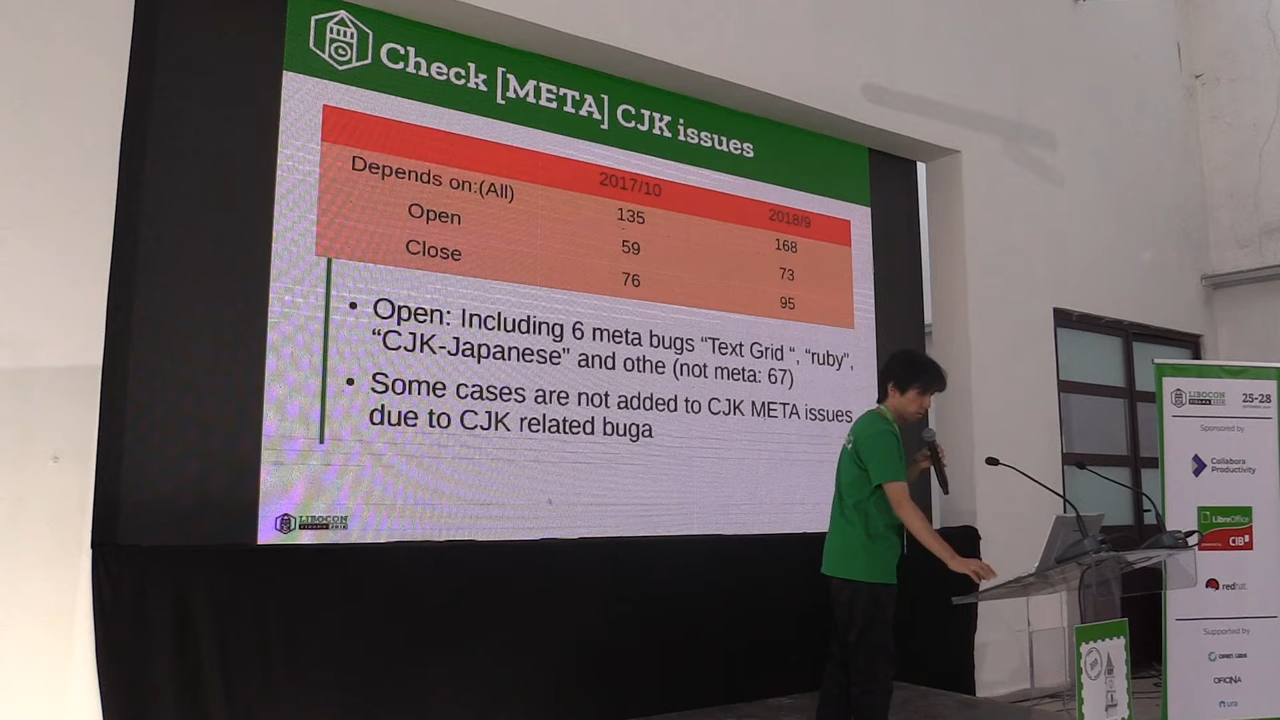 Check [META] CJK issues
2017/10 2018/9
Depends on:(All) 135 168
Open 59 73
Close 76 95
• Open: Including 6 meta bugs “Text Grid “, “ruby”,
“CJK-Japanese” and othe (not meta: 67)
• Some cases are not added to CJK META issues
due to CJK related buga
LIBOCON
LIBOCON
25-28
Sponsored by
Collabora
Productivity
LibreOffice
CIB
redhat.
Supported by
OFICINA